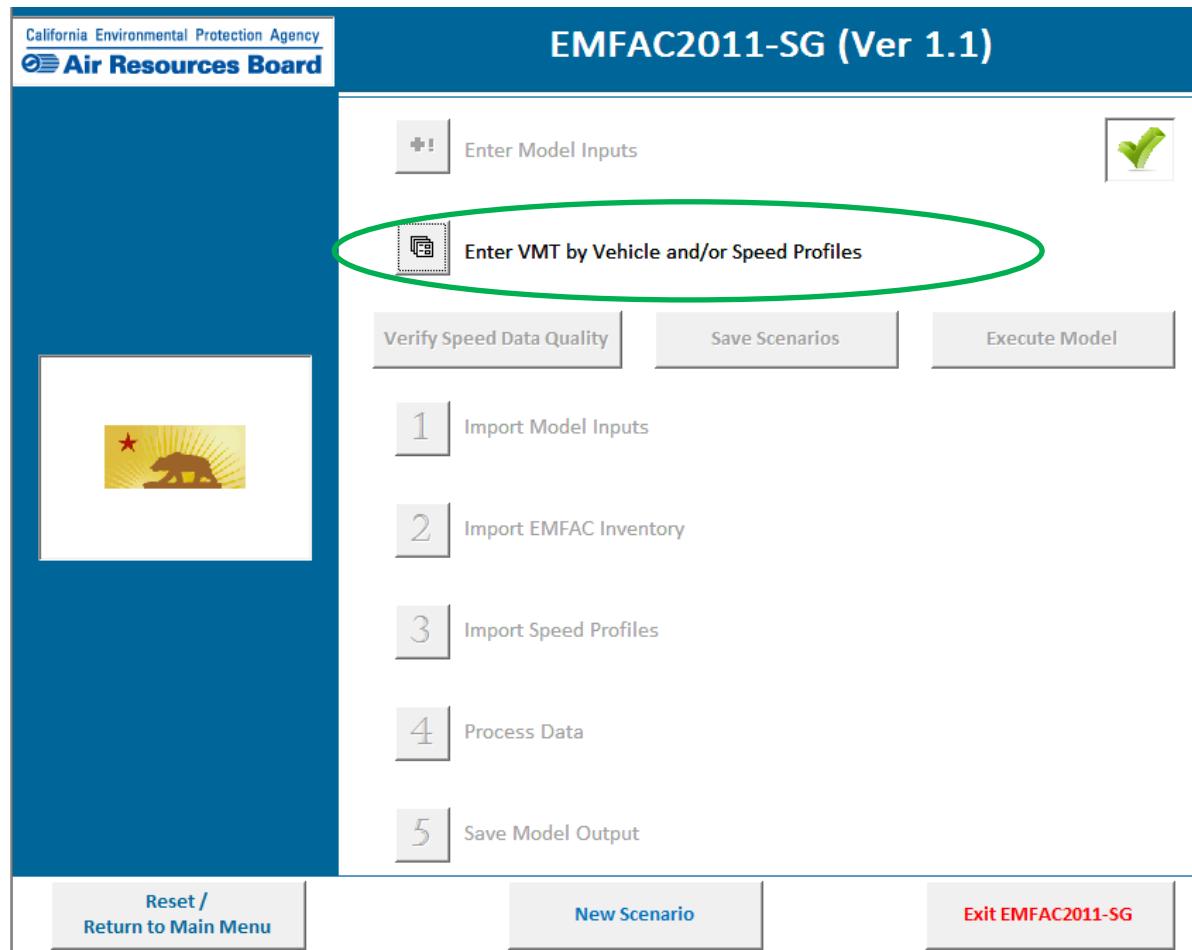 California Environmental Protection Agency
Air Resources Board
EMFAC2011-SG (Ver 1.1)
Enter Model Inputs
Enter VMT by Vehicle and/or Speed Profiles
Verify Speed Data Quality
Save Scenarios
Execute Model
1 Import Model Inputs
2 Import EMFAC Inventory
3 Import Speed Profiles
4 Process Data
5 Save Model Output
Reset /
Return to Main Menu
New Scenario
Exit EMFAC2011-SG